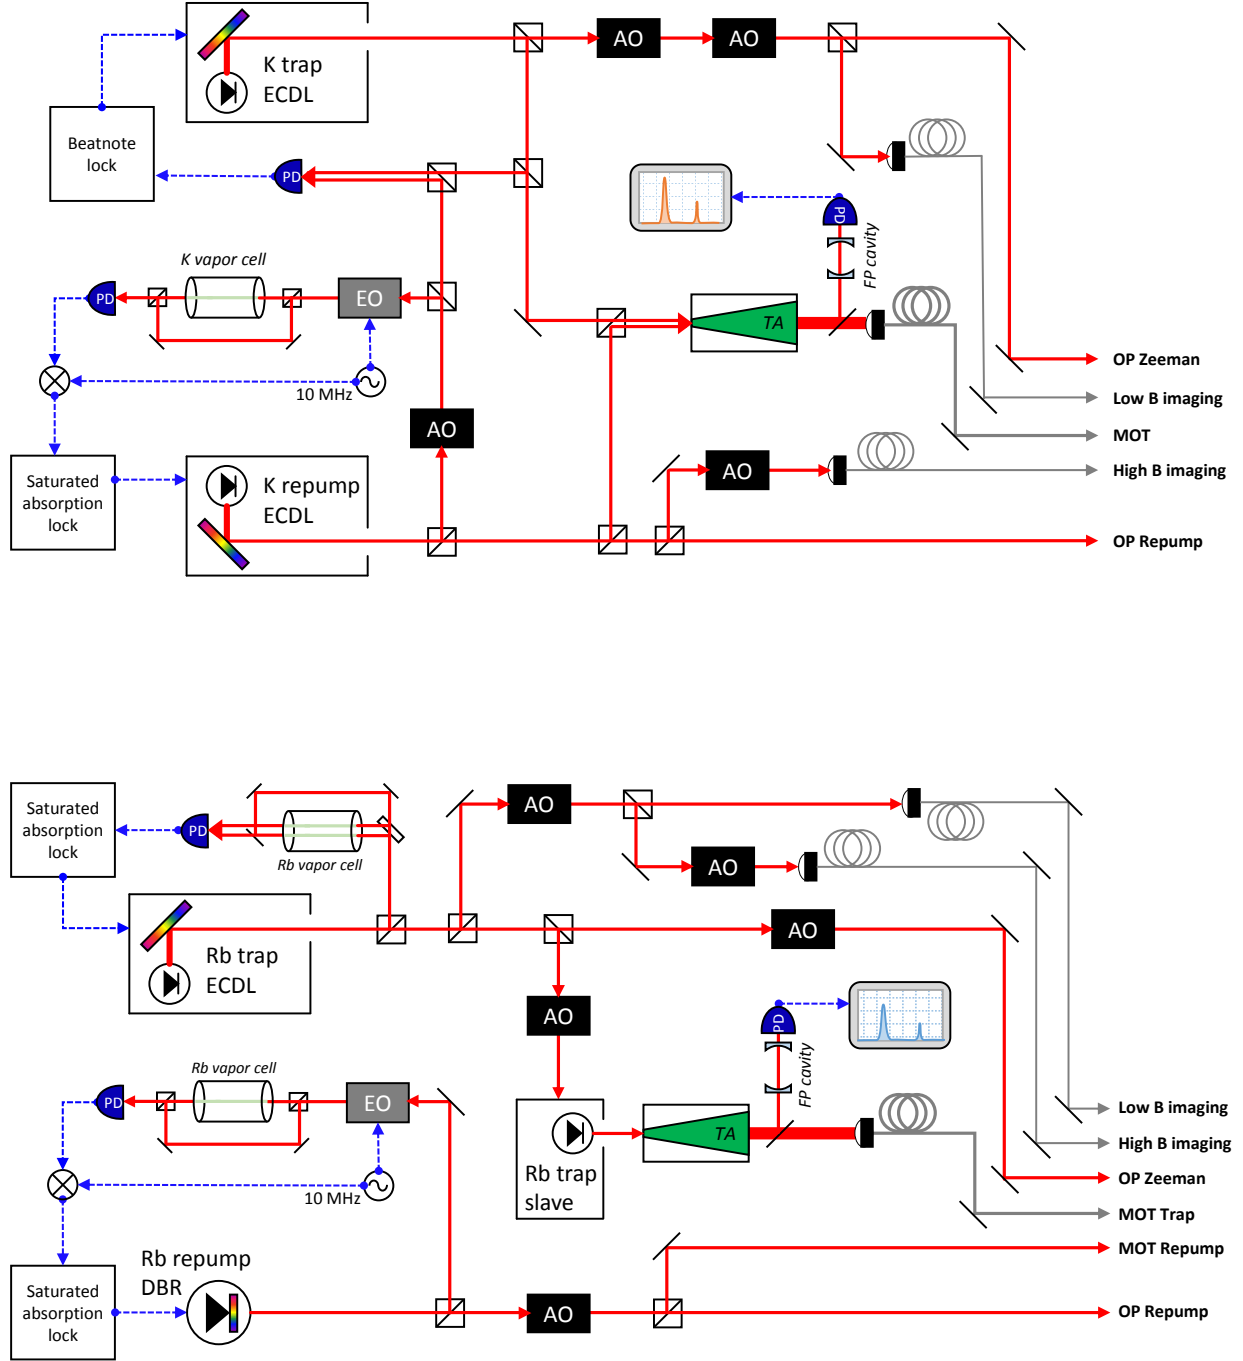 K trap
ECDL
AO
AO
Beatnote
lock
PD
PD
FP cavity
K vapor cell
PD
EO
TA
10 MHz
AO
OP Zeeman
Low B imaging
MOT
High B imaging
AO
Saturated
absorption
lock
K repump
ECDL
OP Repump
Saturated
absorption
lock
PD
Rb vapor cell
AO
AO
Rb trap
ECDL
AO
AO
PD
FP cavity
Rb vapor cell
PD
EO
TA
Rb trap
slave
10 MHz
Low B imaging
High B imaging
OP Zeeman
MOT Trap
MOT Repump
Rb repump
DBR
Saturated
absorption
lock
AO
OP Repump